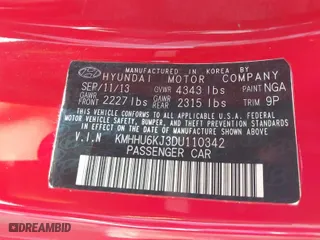 MANUFACTURED IN KOREA BY
HYUNDAI MOTOR COMPANY
SEP/11/13 GVWR 4343 lbs PAINT NGA
GAWR FRONT 2227 lbs GAWR REAR 2315 lbs TRIM 9P
THIS VEHICLE CONFORMS TO ALL APPLICABLE FEDERAL
MOTOR VEHICLE SAFETY, BUMPER, AND THEFT PREVENTION
STANDARDS IN EFFECT ON THE DATE OF MANUFACTURE
SHOWN ABOVE.
V.I.N KMHHU6KJ3DU110342
PASSENGER CAR
DIRECT